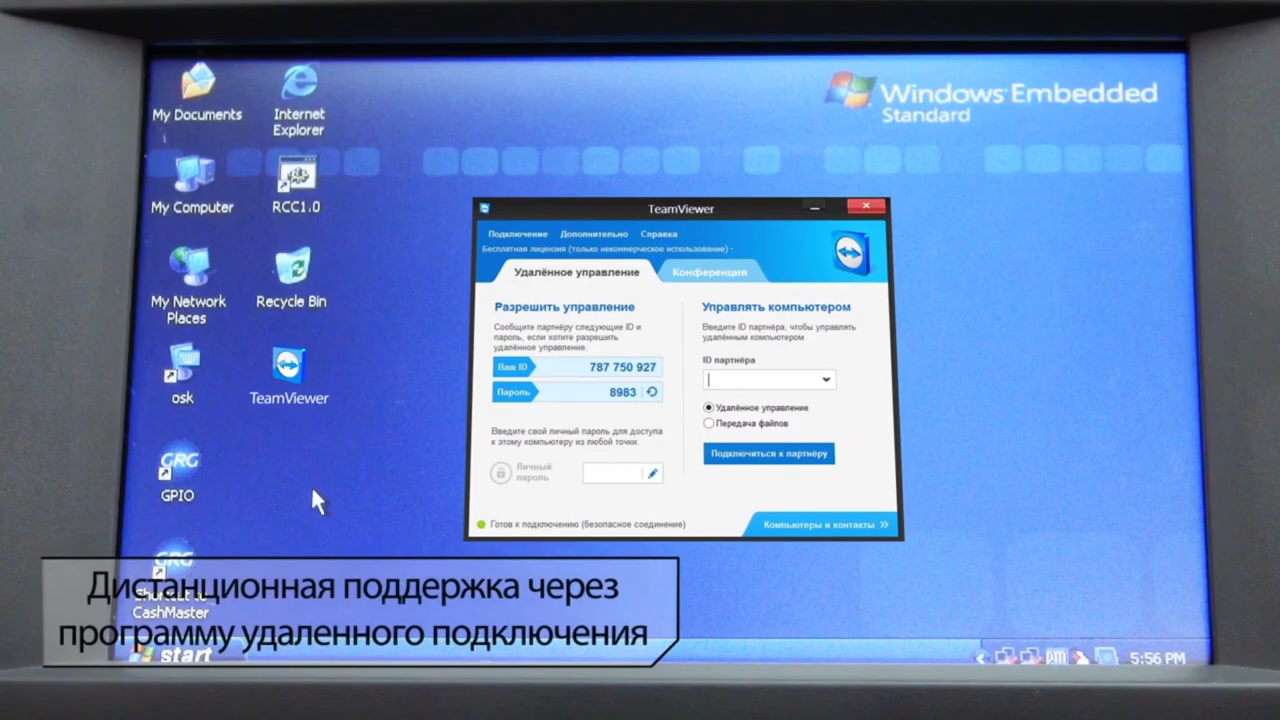 My Documents
Internet
Explorer
Windows Embedded
Standard
My Computer
RCC1.0
My Network
Places
Recycle Bin
osk
TeamViewer
GRG
GPIO
GRG
Shortcut to
CashMaster
TeamViewer
Подключение Дополнительно Справка
Бесплатная лицензия (только некоммерческое использование) -
Удалённое управление
Конференция
Разрешить управление
Сообщите партнёру следующие ID и
пароль, если хотите разрешить
удалённое управление.
Ваш ID 787 750 927
Пароль 8983
Введите свой личный пароль для доступа
к этому компьютеру из любой точки.
Личный
пароль
Управлять компьютером
Введите ID партнёра, чтобы управлять
удалённым компьютером
ID партнёра
Удалённое управление
Передача файлов
Подключиться к партнёру
Готов к подключению (безопасное соединение)
Компьютеры и контакты
Дистанционная поддержка через
программу удаленного подключения
start
5:56 PM